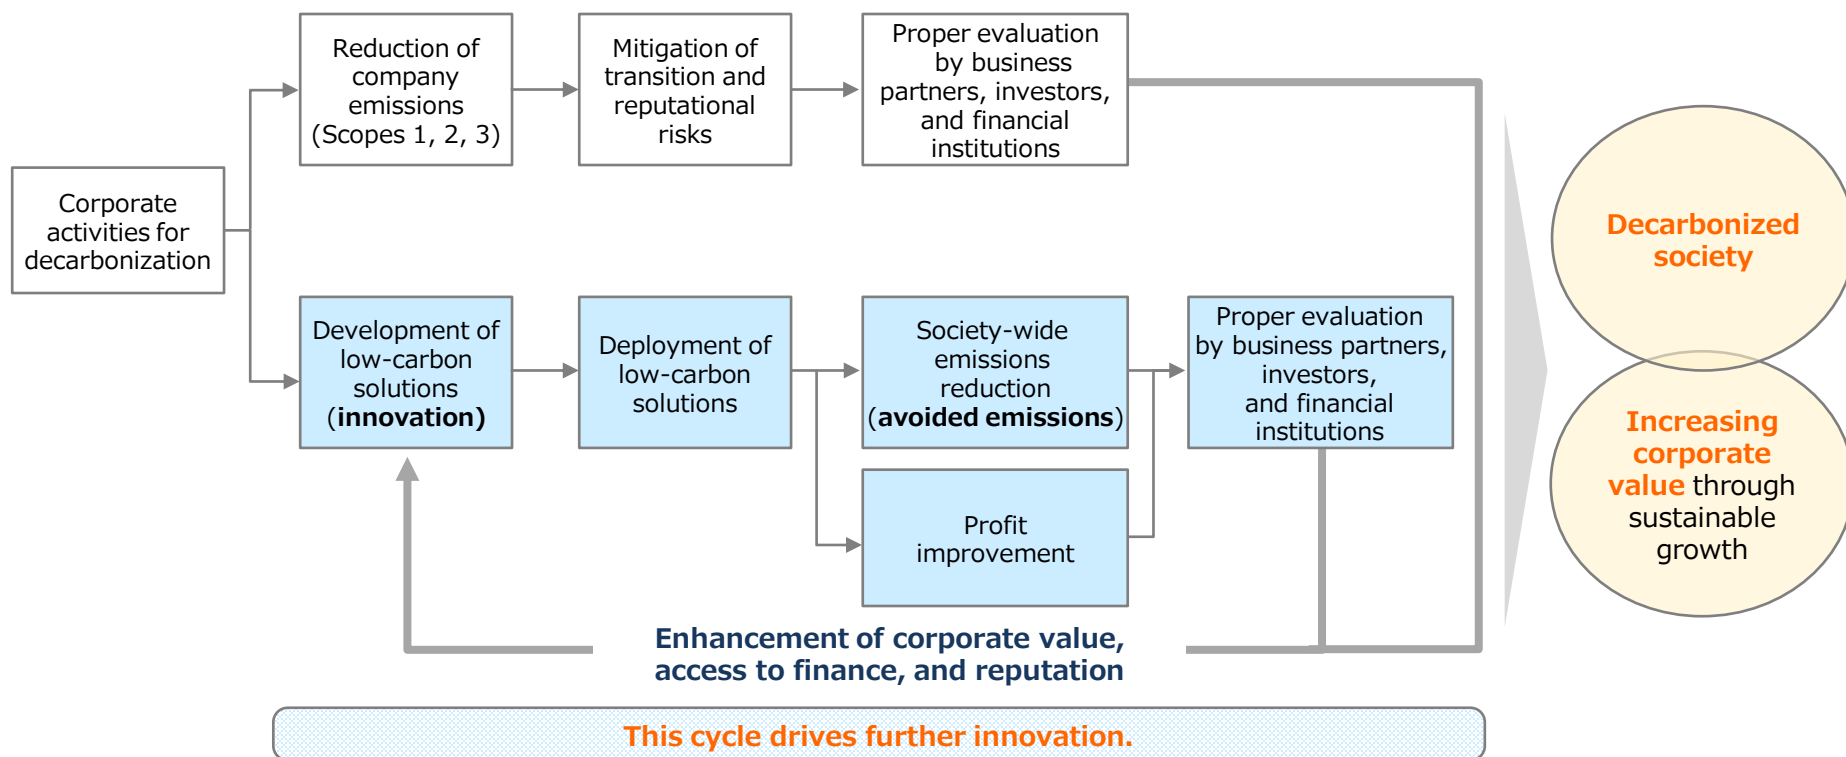 Reduction of
company
emissions
(Scopes 1, 2, 3)
Mitigation of
transition and
reputational
risks
Proper evaluation
by business
partners, investors,
and financial
institutions
Corporate
activities for
decarbonization
Development of
low-carbon
solutions
(innovation)
Deployment of
low-carbon
solutions
Society-wide
emissions
reduction
(avoided emissions)
Proper evaluation
by business partners,
investors,
and financial
institutions
Profit
improvement
Enhancement of corporate value,
access to finance, and reputation
This cycle drives further innovation.
Decarbonized
society
Increasing
corporate
value through
sustainable
growth